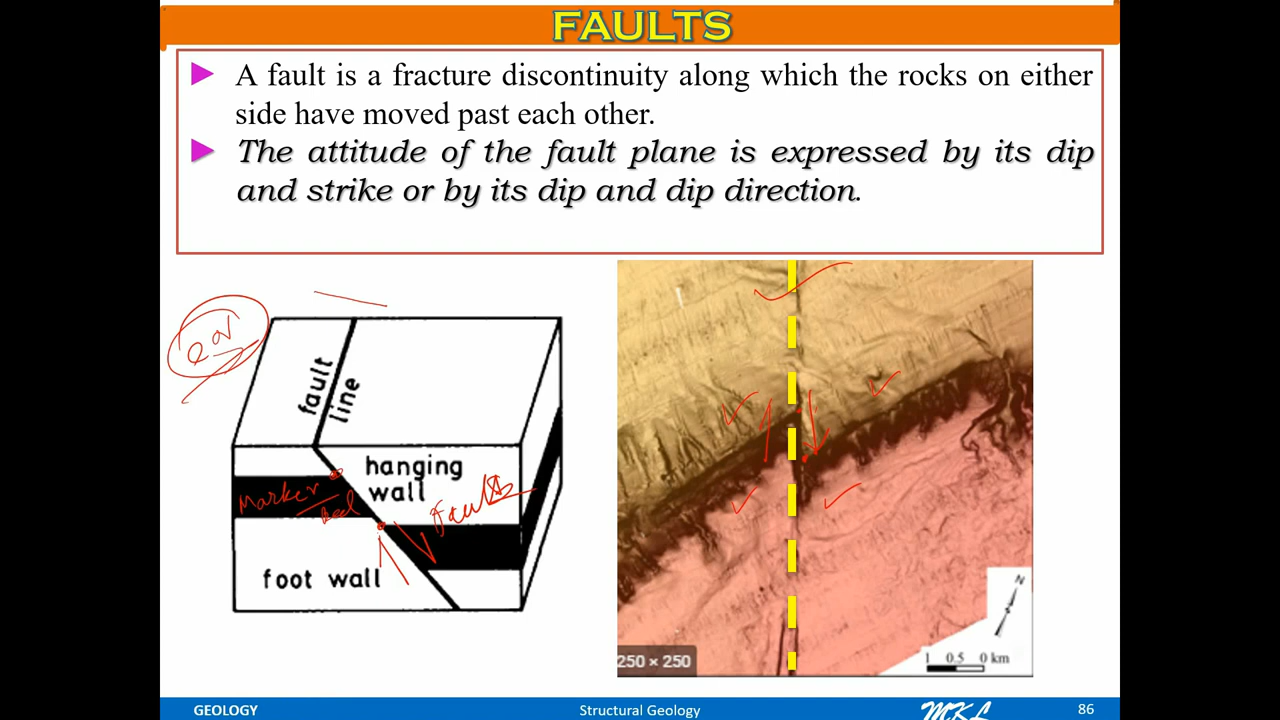 FAULTS
A fault is a fracture discontinuity along which the rocks on either
side have moved past each other.
The attitude of the fault plane is expressed by its dip
and strike or by its dip and dip direction.
fault
line
hanging
wall
Faults
Marker
Bed
foot wall
N
250 × 250
1 0.5 0 km
GEOLOGY
Structural Geology
MKL
86